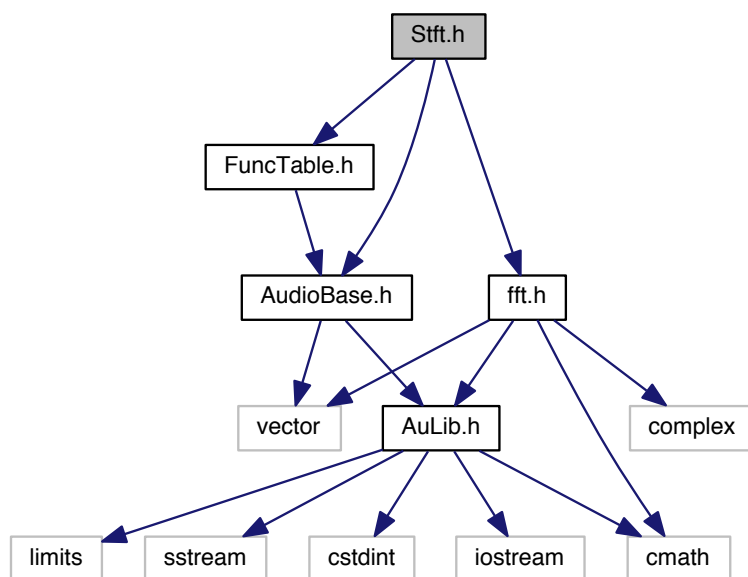 Stft.h
FuncTable.h
AudioBase.h
fft.h
vector
AuLib.h
complex
limits
sstream
cstdint
iostream
cmath